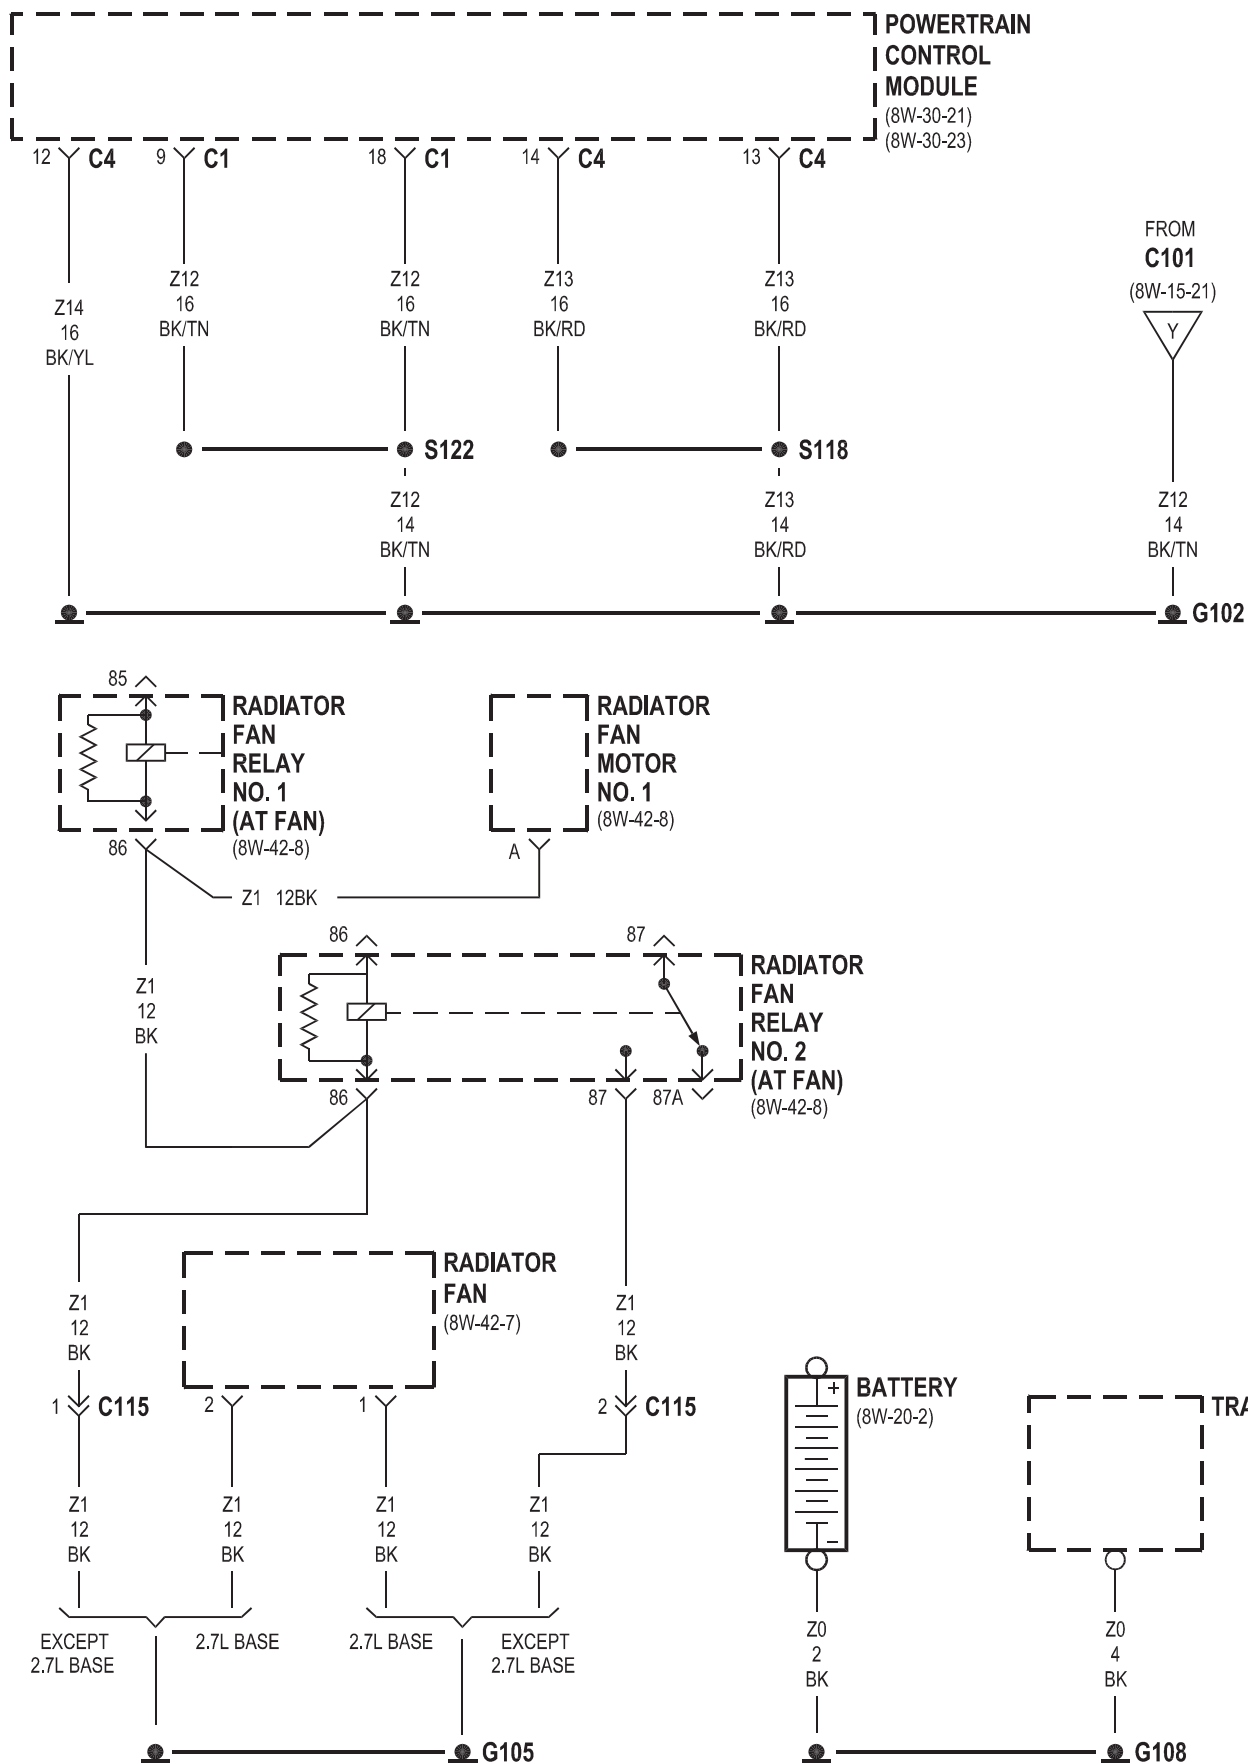 POWERTRAIN
CONTROL
MODULE
(8W-30-21)
(8W-30-23)
12 C4 9 C1 18 C1 14 C4 13 C4
FROM
C101
(8W-15-21)
Y
Z14
16
BK/YL
Z12
16
BK/TN
Z12
16
BK/TN
Z13
16
BK/RD
Z13
16
BK/RD
S122
S118
Z12
14
BK/TN
Z13
14
BK/RD
Z12
14
BK/TN
G102
85
RADIATOR
FAN
RELAY
NO. 1
(AT FAN)
(8W-42-8)
86
RADIATOR
FAN
MOTOR
NO. 1
(8W-42-8)
A
Z1 12BK
Z1
12
BK
86
87
RADIATOR
FAN
RELAY
NO. 2
(AT FAN)
(8W-42-8)
86
87
87A
RADIATOR
FAN
(8W-42-7)
Z1
12
BK
Z1
12
BK
1 C115
2
1
2 C115
+
BATTERY
(8W-20-2)
−
TRA
Z1
12
BK
Z1
12
BK
Z1
12
BK
Z1
12
BK
EXCEPT
2.7L BASE
2.7L BASE
2.7L BASE
EXCEPT
2.7L BASE
Z0
2
BK
Z0
4
BK
G105
G108